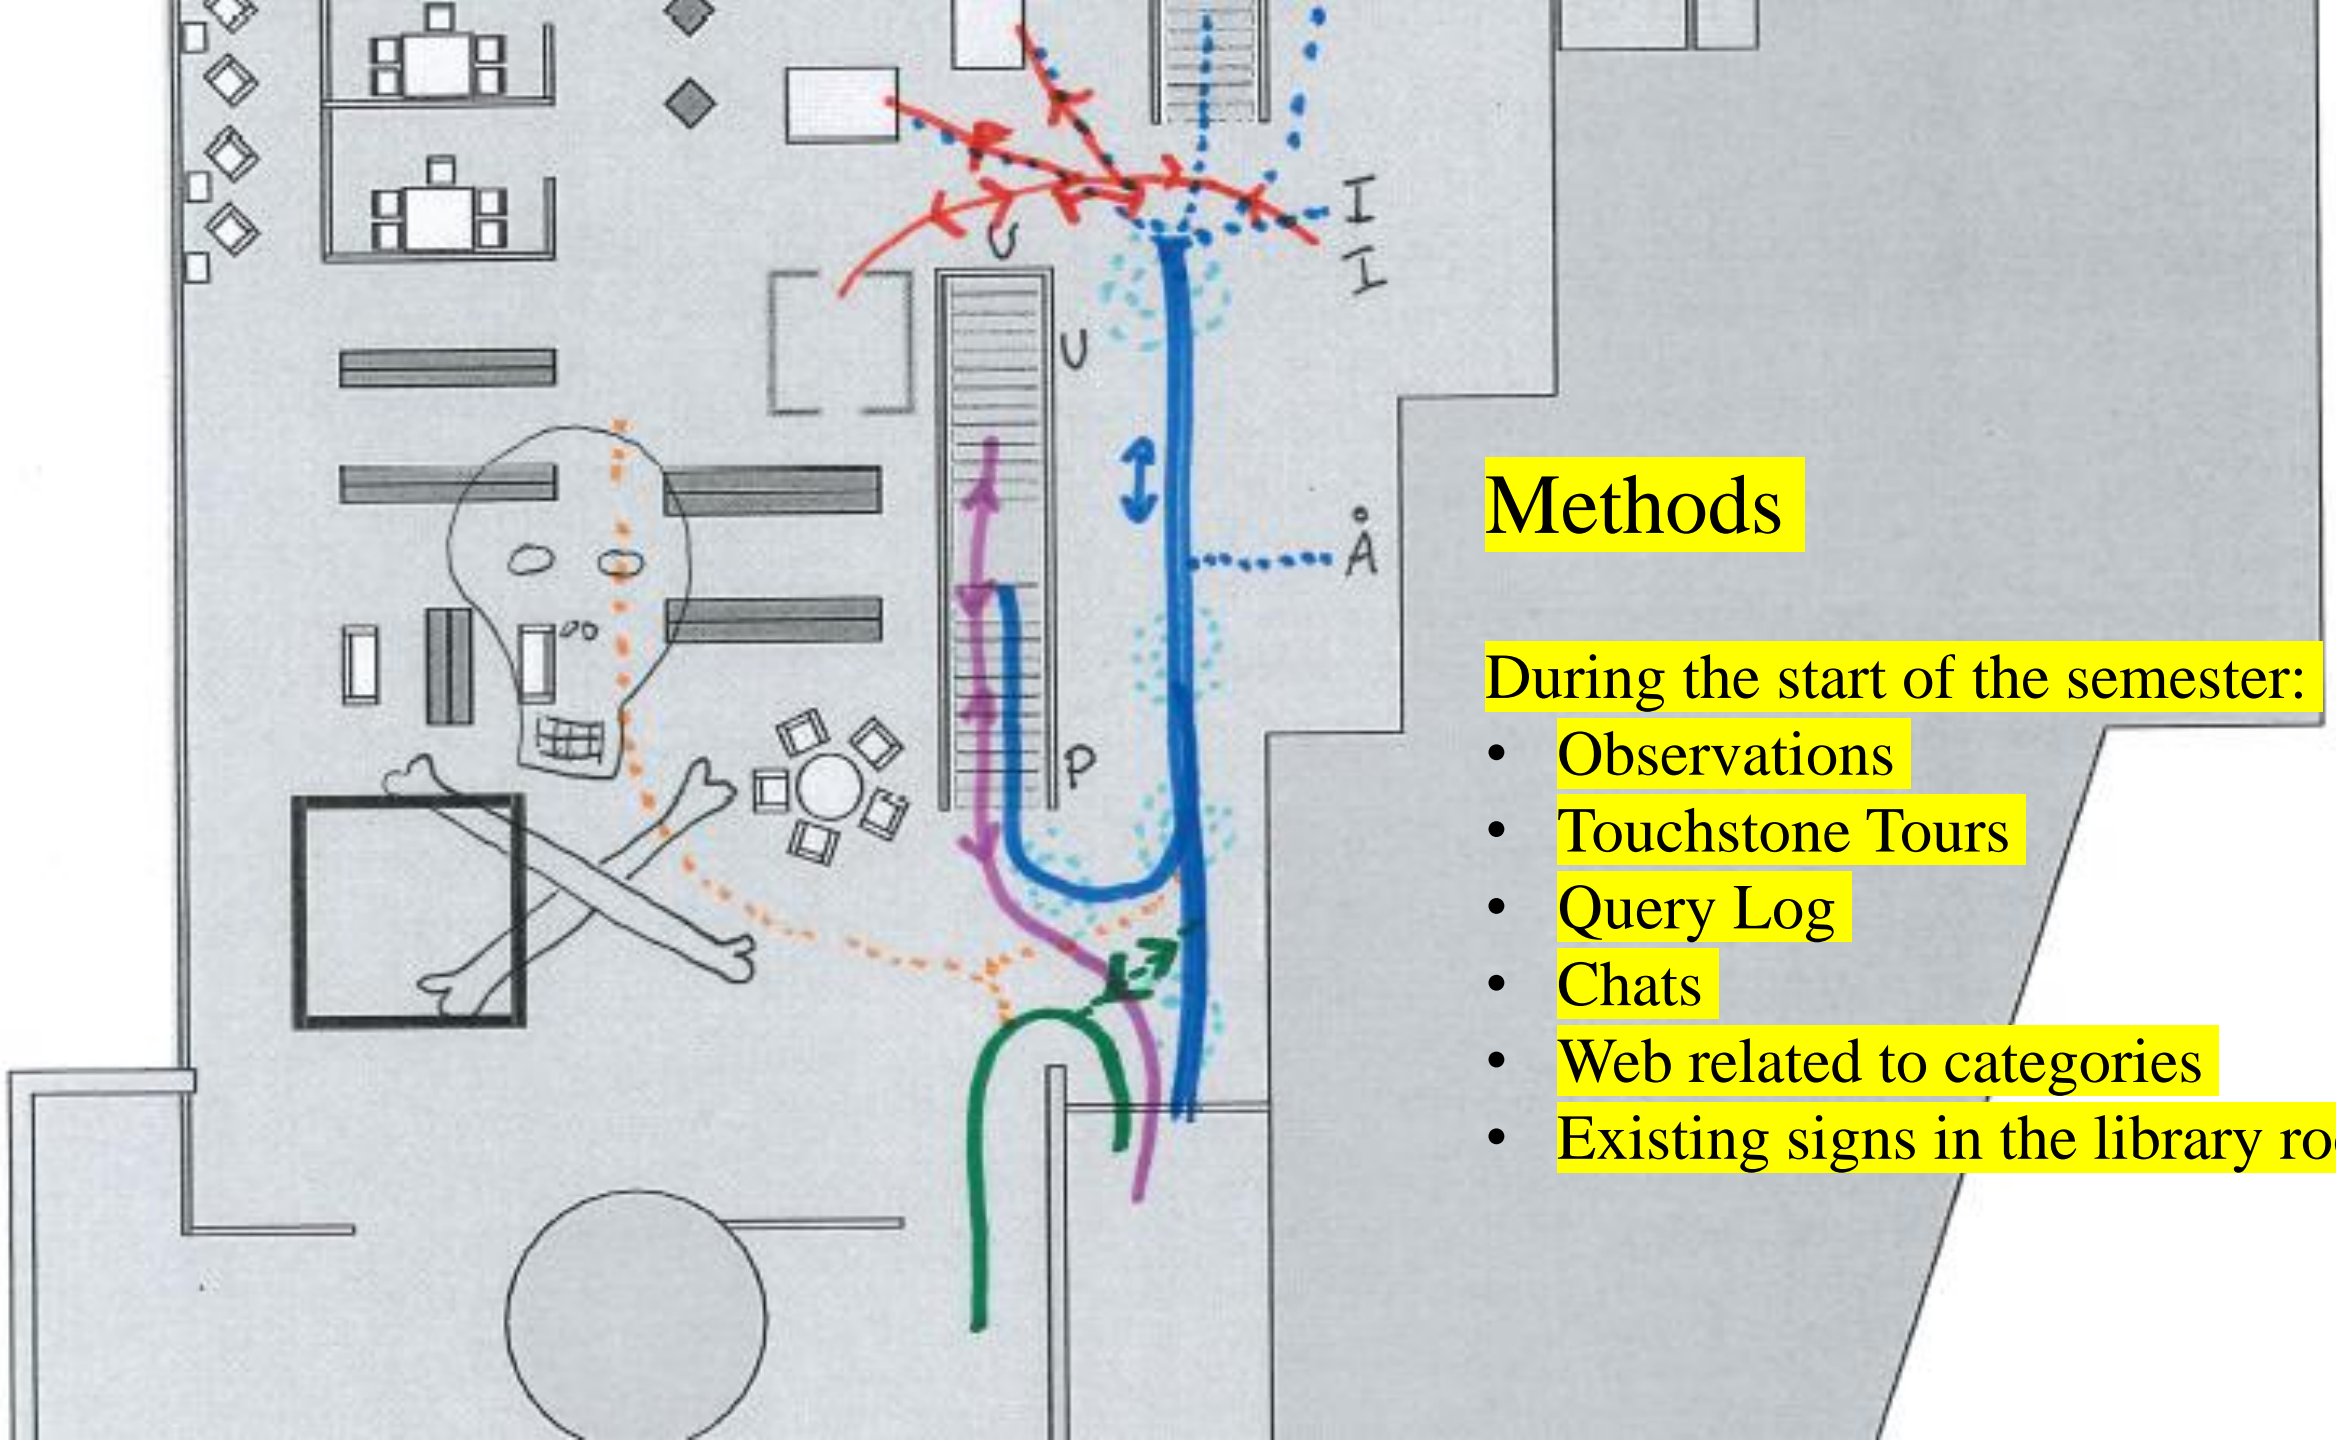 I
I
U
U
Å
P
Methods
During the start of the semester:
• Observations
• Touchstone Tours
• Query Log
• Chats
• Web related to categories
• Existing signs in the library